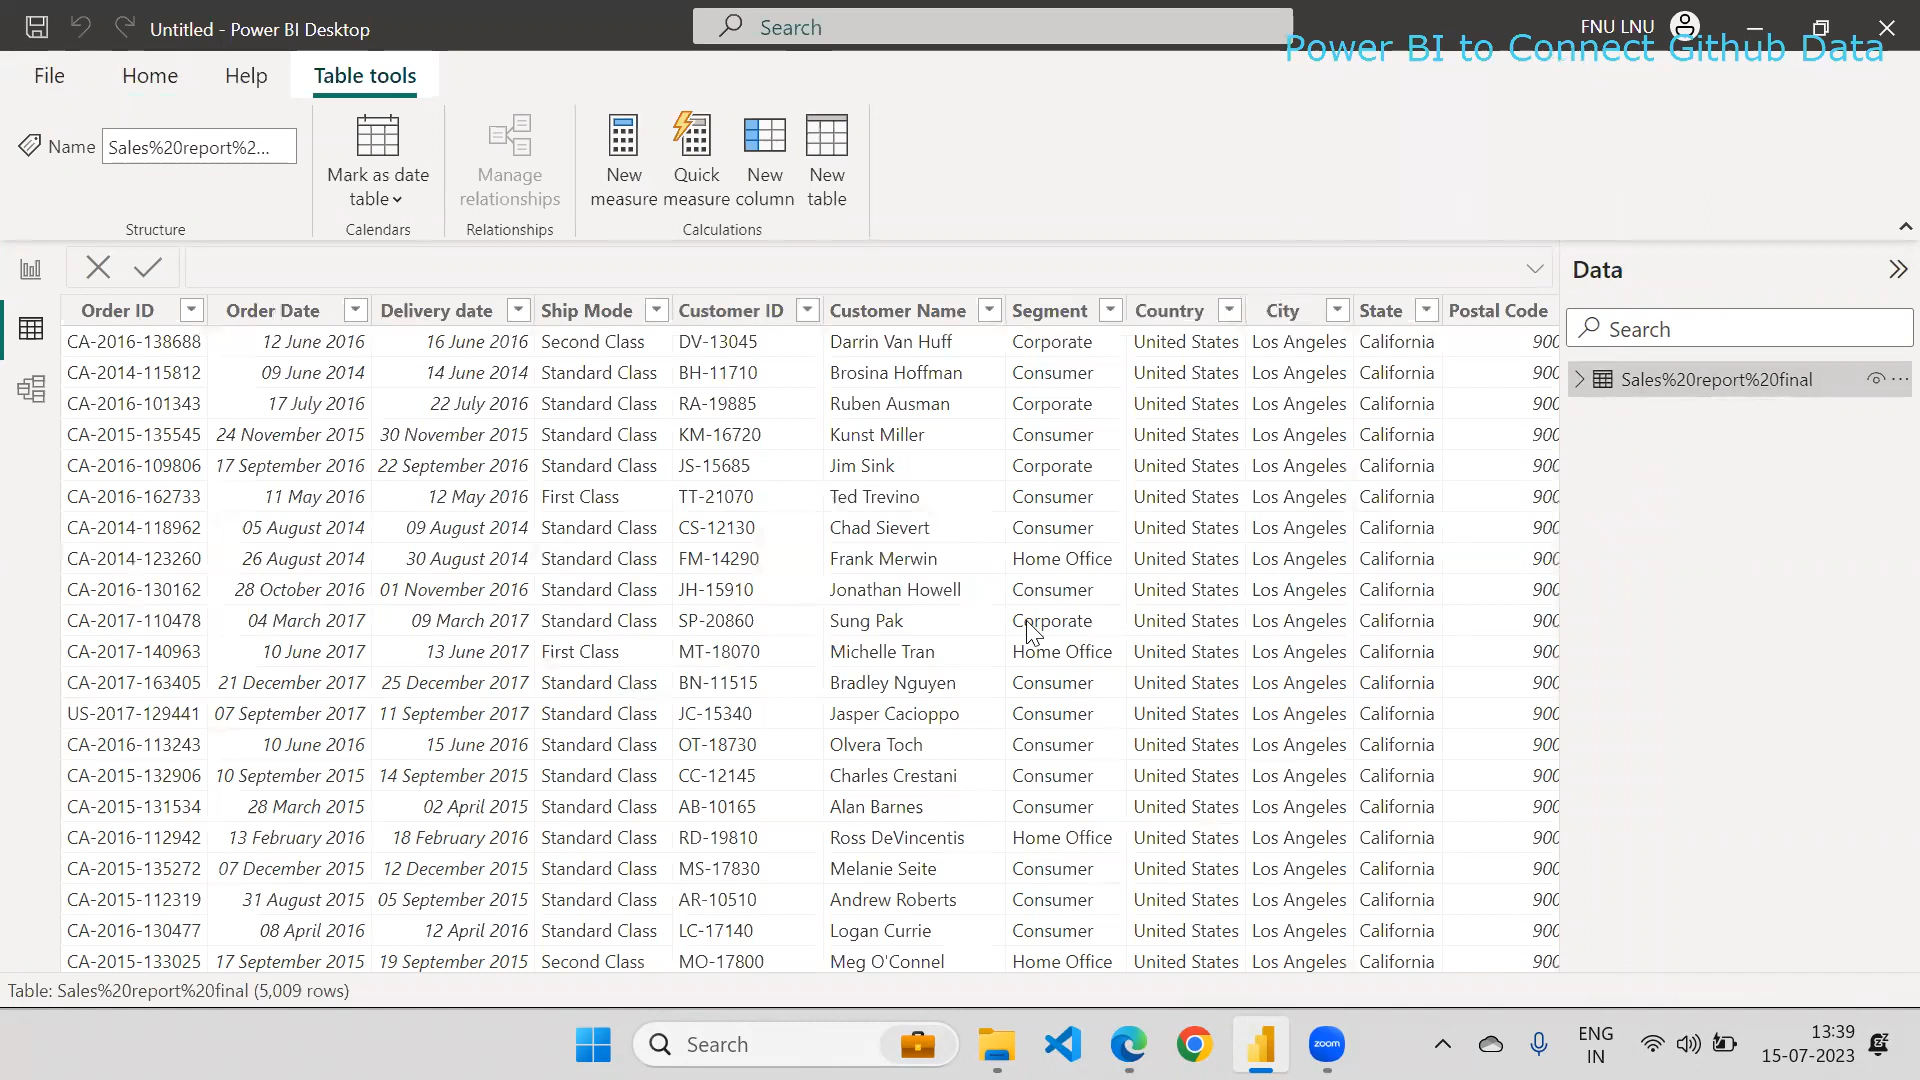 Untitled - Power BI Desktop
Search
FNU LNU
Power BI to Connect Github Data
File Home Help Table tools
Name Sales%20report%2...
Mark as date table
Manage relationships
New measure
Quick measure
New column
New table
Structure Calendars Relationships Calculations
Data
Search
Sales%20report%20final
Order ID Order Date Delivery date Ship Mode Customer ID Customer Name Segment Country City State Postal Code
CA-2016-138688 12 June 2016 16 June 2016 Second Class DV-13045 Darrin Van Huff Corporate United States Los Angeles California 900
CA-2014-115812 09 June 2014 14 June 2014 Standard Class BH-11710 Brosina Hoffman Consumer United States Los Angeles California 900
CA-2016-101343 17 July 2016 22 July 2016 Standard Class RA-19885 Ruben Ausman Corporate United States Los Angeles California 900
CA-2015-135545 24 November 2015 30 November 2015 Standard Class KM-16720 Kunst Miller Consumer United States Los Angeles California 900
CA-2016-109806 17 September 2016 22 September 2016 Standard Class JS-15685 Jim Sink Corporate United States Los Angeles California 900
CA-2016-162733 11 May 2016 12 May 2016 First Class TT-21070 Ted Trevino Consumer United States Los Angeles California 900
CA-2014-118962 05 August 2014 09 August 2014 Standard Class CS-12130 Chad Sievert Consumer United States Los Angeles California 900
CA-2014-123260 26 August 2014 30 August 2014 Standard Class FM-14290 Frank Merwin Home Office United States Los Angeles California 900
CA-2016-130162 28 October 2016 01 November 2016 Standard Class JH-15910 Jonathan Howell Consumer United States Los Angeles California 900
CA-2017-110478 04 March 2017 09 March 2017 Standard Class SP-20860 Sung Pak Corporate United States Los Angeles California 900
CA-2017-140963 10 June 2017 13 June 2017 First Class MT-18070 Michelle Tran Home Office United States Los Angeles California 900
CA-2017-163405 21 December 2017 25 December 2017 Standard Class BN-11515 Bradley Nguyen Consumer United States Los Angeles California 900
US-2017-129441 07 September 2017 11 September 2017 Standard Class JC-15340 Jasper Cacioppo Consumer United States Los Angeles California 900
CA-2016-113243 10 June 2016 15 June 2016 Standard Class OT-18730 Olvera Toch Consumer United States Los Angeles California 900
CA-2015-132906 10 September 2015 14 September 2015 Standard Class CC-12145 Charles Crestani Consumer United States Los Angeles California 900
CA-2015-131534 28 March 2015 02 April 2015 Standard Class AB-10165 Alan Barnes Consumer United States Los Angeles California 900
CA-2016-112942 13 February 2016 18 February 2016 Standard Class RD-19810 Ross DeVincentis Home Office United States Los Angeles California 900
CA-2015-135272 07 December 2015 12 December 2015 Standard Class MS-17830 Melanie Seite Consumer United States Los Angeles California 900
CA-2015-112319 31 August 2015 05 September 2015 Standard Class AR-10510 Andrew Roberts Consumer United States Los Angeles California 900
CA-2016-130477 08 April 2016 12 April 2016 Standard Class LC-17140 Logan Currie Consumer United States Los Angeles California 900
CA-2015-133025 17 September 2015 19 September 2015 Second Class MO-17800 Meg O'Connel Home Office United States Los Angeles California 900
Table: Sales%20report%20final (5,009 rows)
Search
zoom
ENG
IN
13:39
15-07-2023